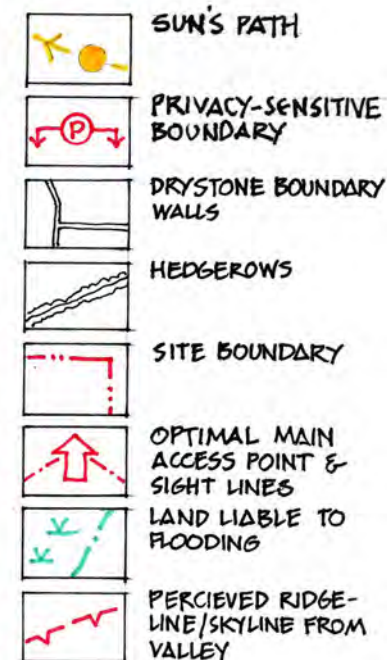 SUN'S PATH
P
PRIVACY-SENSITIVE
BOUNDARY
DRYSTONE BOUNDARY
WALLS
HEDGEROWS
SITE BOUNDARY
OPTIMAL MAIN
ACCESS POINT &
SIGHT LINES
LAND LIABLE TO
FLOODING
PERCIEVED RIDGE-
LINE/SKYLINE FROM
VALLEY